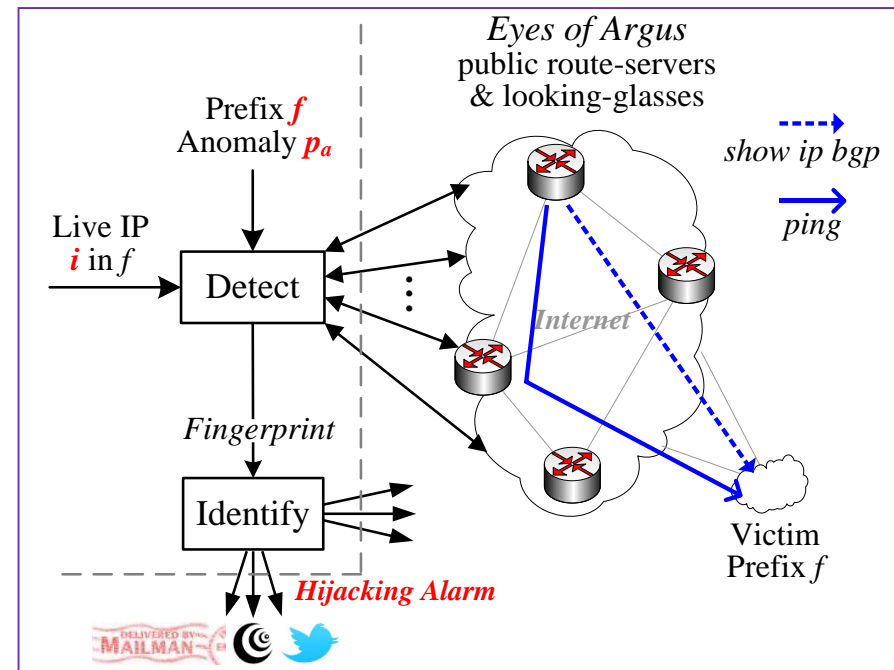 Eyes of Argus
public route-servers
& looking-glasses
Prefix f
Anomaly pa
show ip bgp
ping
Live IP
i in f
Detect
Internet
Fingerprint
Identify
Victim
Prefix f
Hijacking Alarm
DELIVERED BY
MAILMAN